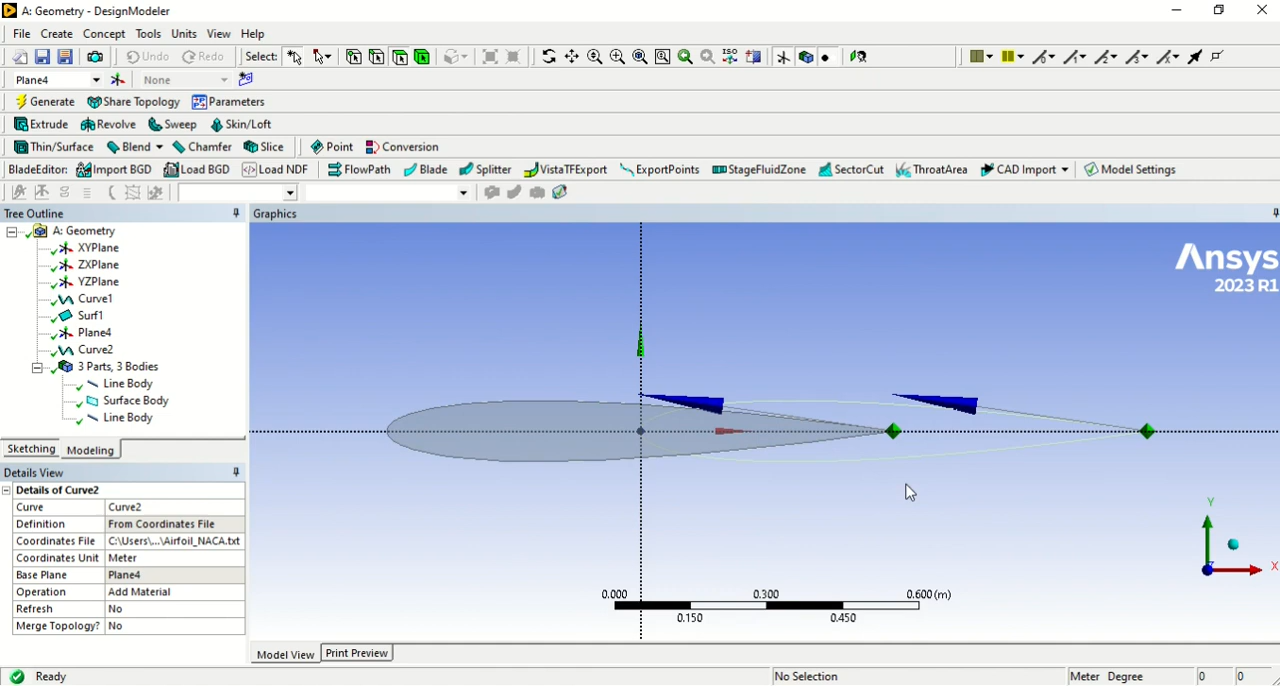 A: Geometry - DesignModeler
File Create Concept Tools Units View Help
Undo Redo Select: ISO
Plane4 None
Generate Share Topology Parameters
Extrude Revolve Sweep Skin/Loft
Thin/Surface Blend Chamfer Slice Point Conversion
BladeEditor: Import BGD Load BGD Load NDF FlowPath Blade Splitter VistaTFExport ExportPoints StageFluidZone SectorCut ThroatArea CAD Import Model Settings
Tree Outline
A: Geometry
XYPlane
ZXPlane
YZPlane
Curve1
Surf1
Plane4
Curve2
3 Parts, 3 Bodies
Line Body
Surface Body
Line Body
Sketching Modeling
Details View
Details of Curve2
Curve Curve2
Definition From Coordinates File
Coordinates File C:\Users\...\Airfoil_NACA.txt
Coordinates Unit Meter
Base Plane Plane4
Operation Add Material
Refresh No
Merge Topology? No
Graphics
Ansys
2023 R1
Y
X
Z
0.000 0.300 0.600 (m)
0.150 0.450
Model View Print Preview
Ready No Selection Meter Degree 0 0